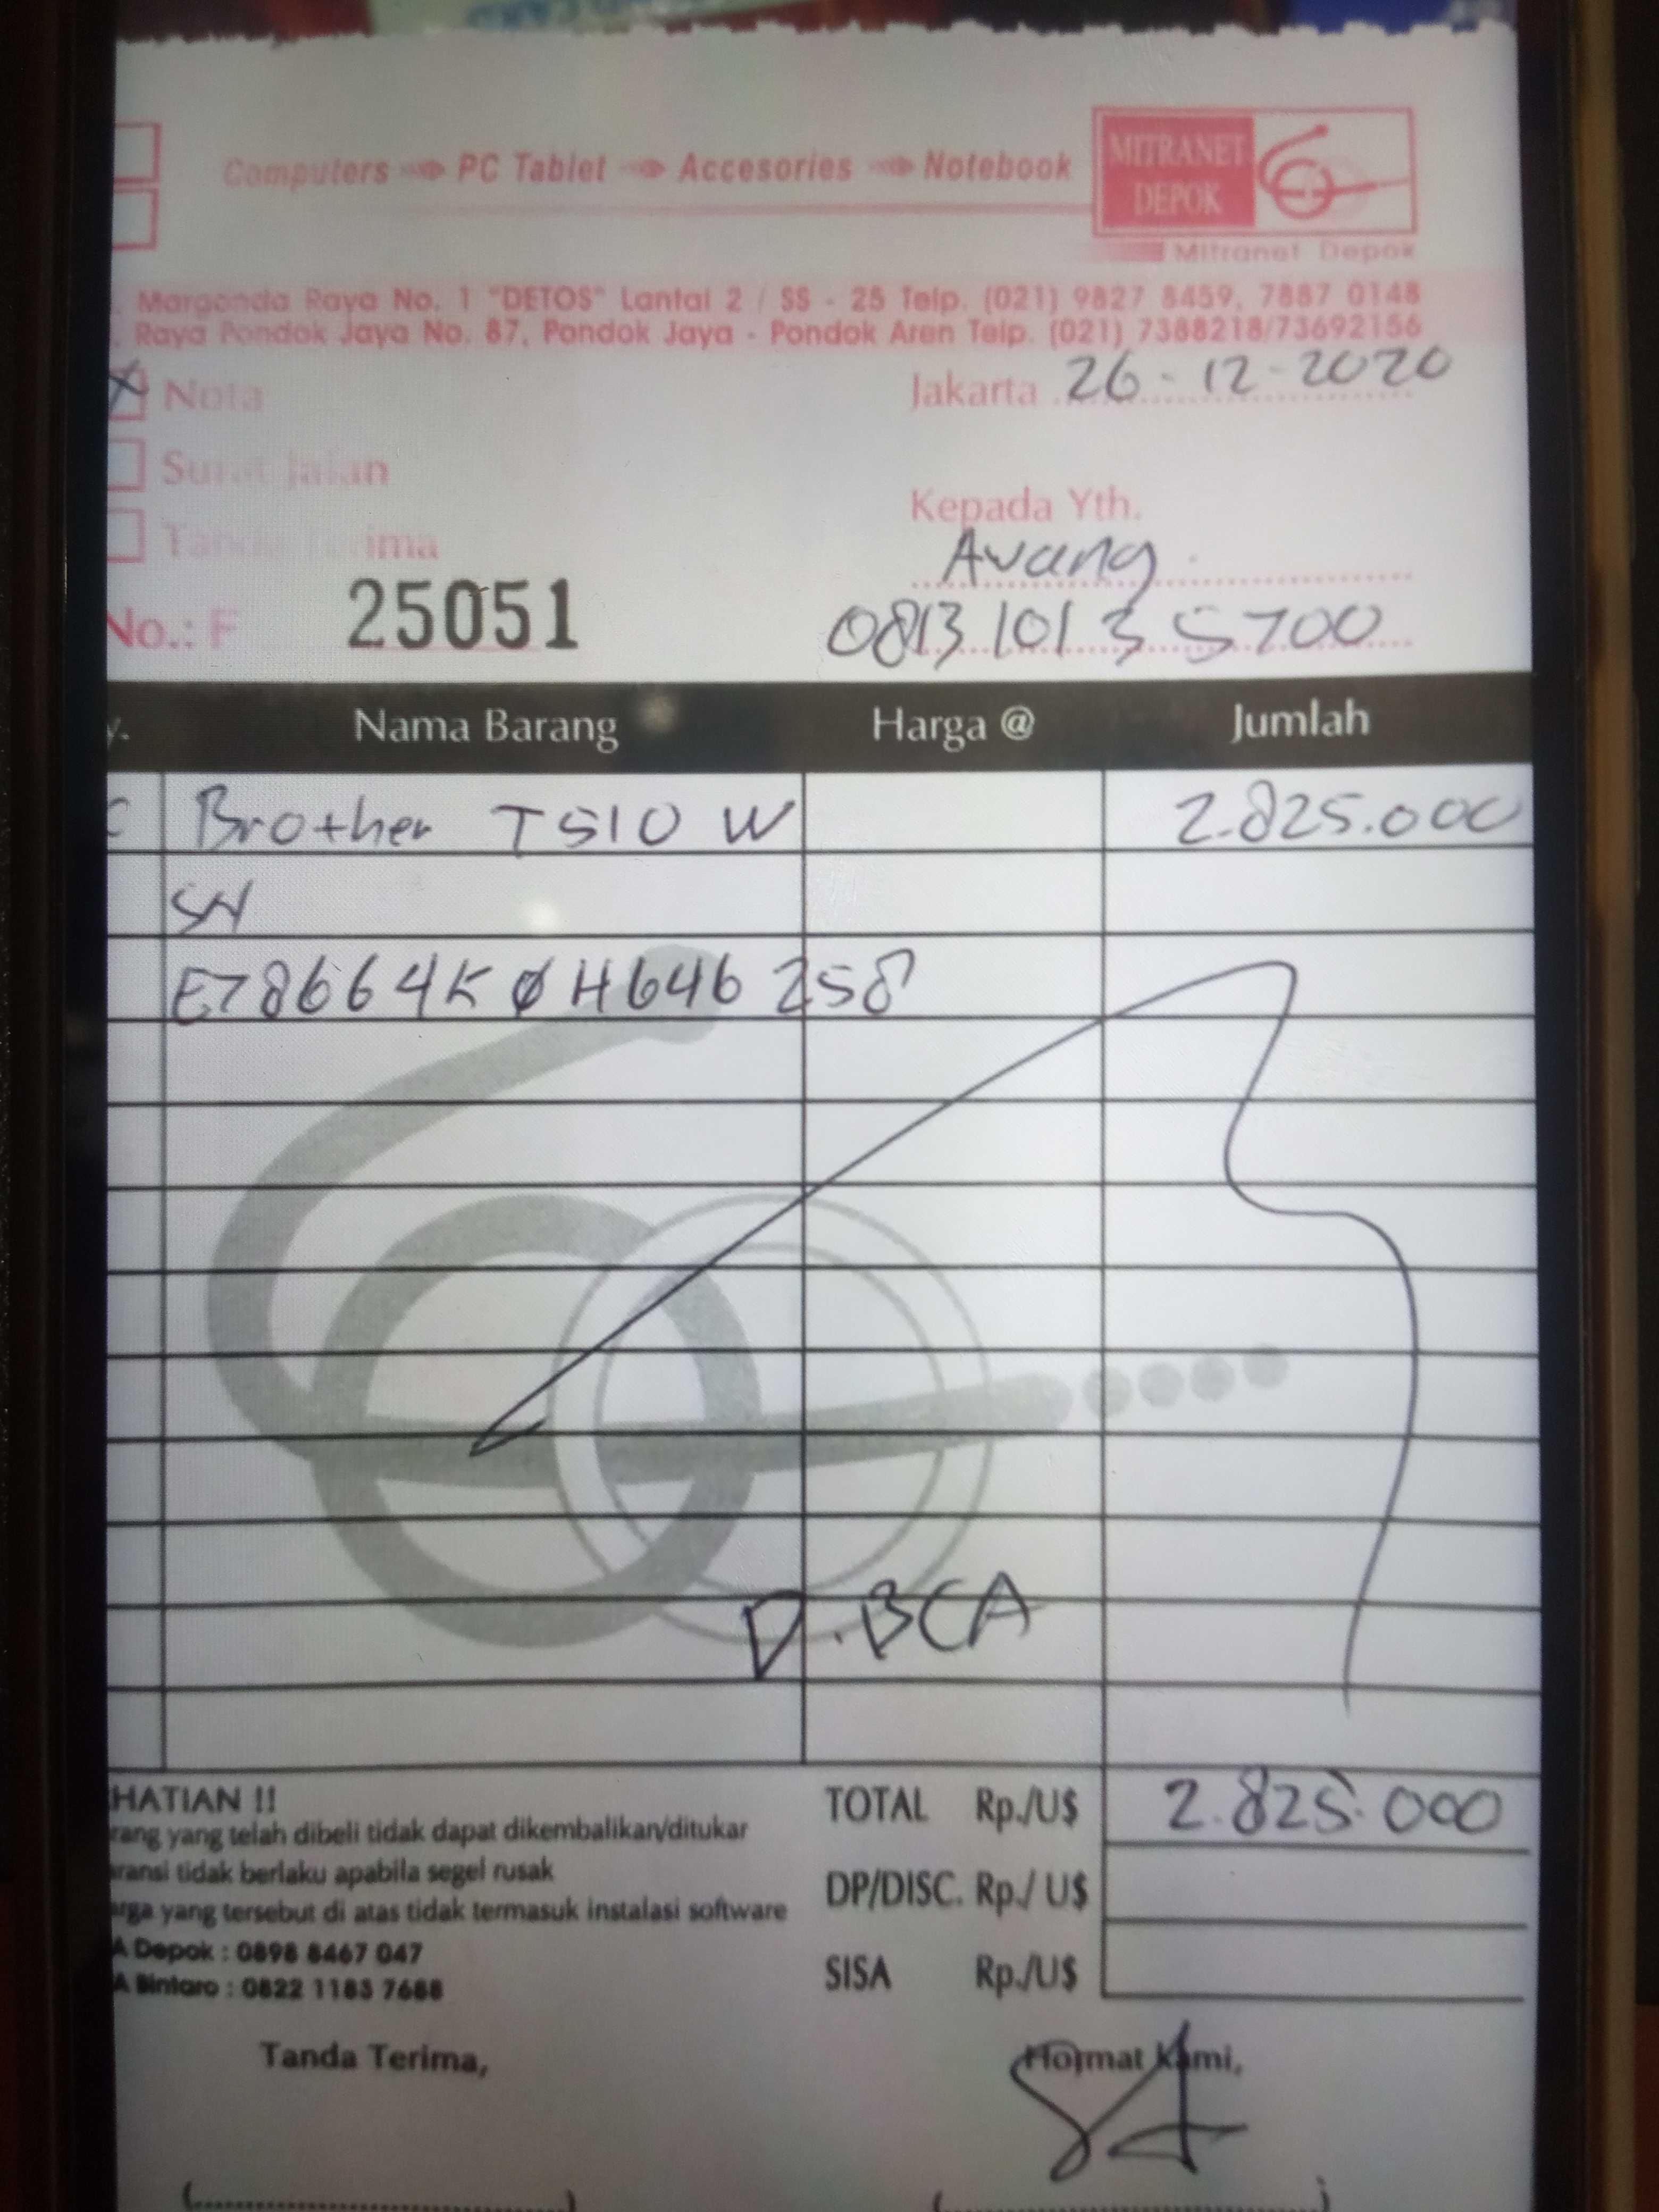 Computers PC Tablet Accesories Notebook
MITRANET
DEPOK
Mitranet Depok
. Margonda Raya No. 1 "DETOS" Lantai 2 / SS - 25 Telp. (021) 9827 8459, 7887 0148
. Raya Pondok Jaya No. 87, Pondok Jaya - Pondok Aren Telp. (021) 7388218/73692156
Nota
Jakarta 26-12-2020
Surat Jalan
Kepada Yth.
Tanda Terima
Avang
No.: F 25051
0813 1013 5700
y. Nama Barang Harga @ Jumlah
Brother T510 W 2.825.000
SN
E78664K0H646258
D.BCA
HATIAN !!
TOTAL Rp./U$ 2.825.000
rang yang telah dibeli tidak dapat dikembalikan/ditukar
ransi tidak berlaku apabila segel rusak
DP/DISC. Rp./ U$
arga yang tersebut di atas tidak termasuk instalasi software
A Depok : 0898 8467 047
SISA Rp./U$
A Bintaro : 0822 1183 7688
Tanda Terima,
Hormat Kami,